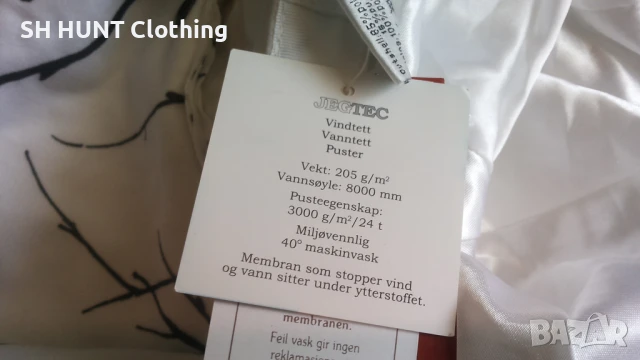 SH HUNT Clothing
JEGTEC
Vindtett
Vanntett
Puster
Vekt: 205 g/m²
Vannsøyle: 8000 mm
Pusteegenskap:
3000 g/m²/24 t
Miljøvennlig
40° maskinvask
Membran som stopper vind
og vann sitter under ytterstoffet.
membranen.
Feil vask gir ingen
BAZAR